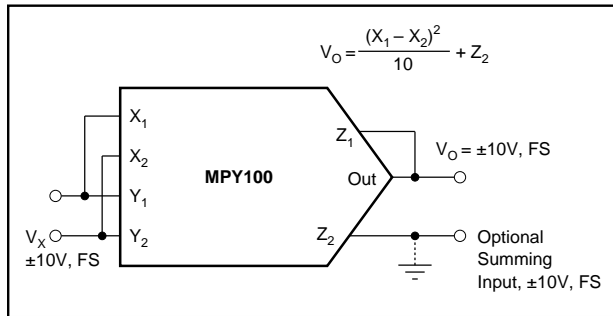 V_O = (X_1 – X_2)^2 / 10 + Z_2
X_1
Z_1
X_2
V_O = ±10V, FS
MPY100
Out
Y_1
V_X
Y_2
Z_2
Optional
±10V, FS
Summing
Input, ±10V, FS